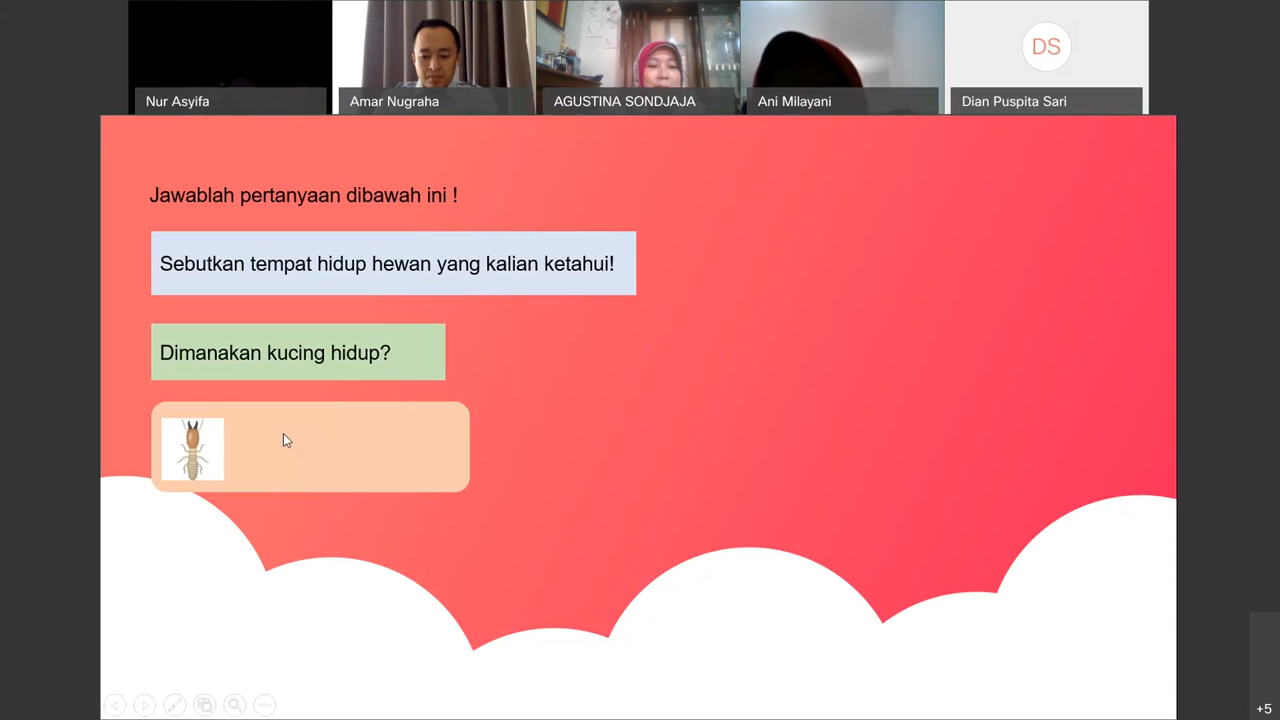 Nur Asyifa
Amar Nugraha
AGUSTINA SONDJAJA
Ani Milayani
DS
Dian Puspita Sari
Jawablah pertanyaan dibawah ini !
Sebutkan tempat hidup hewan yang kalian ketahui!
Dimanakan kucing hidup?
+5